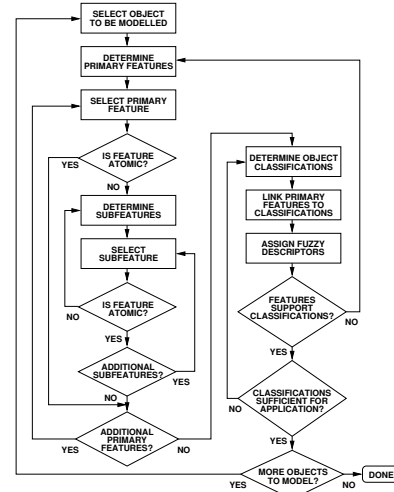 SELECT OBJECT
TO BE MODELLED
DETERMINE
PRIMARY FEATURES
SELECT PRIMARY
FEATURE
IS FEATURE
ATOMIC?
YES
NO
DETERMINE
SUBFEATURES
SELECT
SUBFEATURE
IS FEATURE
ATOMIC?
NO
YES
ADDITIONAL
SUBFEATURES?
YES
NO
ADDITIONAL
PRIMARY
FEATURES?
YES
NO
DETERMINE OBJECT
CLASSIFICATIONS
LINK PRIMARY
FEATURES TO
CLASSIFICATIONS
ASSIGN FUZZY
DESCRIPTORS
FEATURES
SUPPORT
CLASSIFICATIONS?
NO
YES
CLASSIFICATIONS
SUFFICIENT FOR
APPLICATION?
NO
YES
MORE OBJECTS
TO MODEL?
YES
NO
DONE